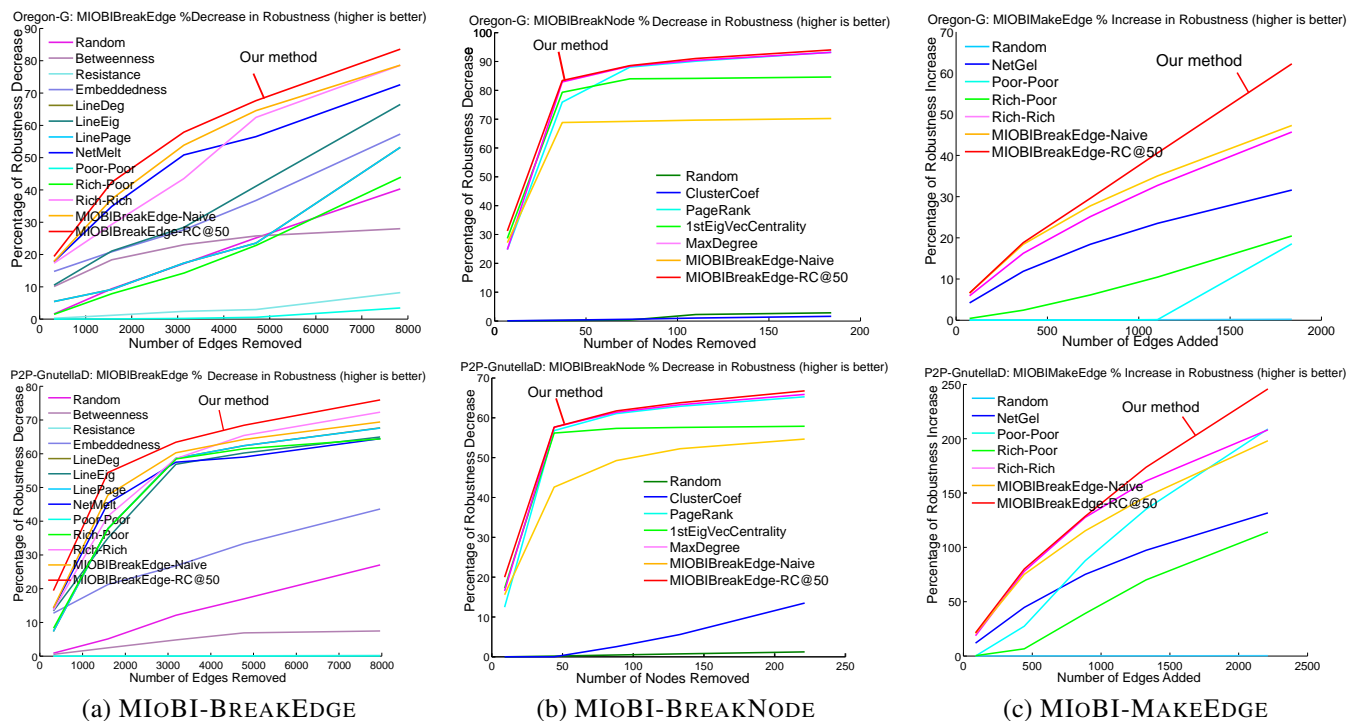 Oregon-G: MIOBIBreakEdge %Decrease in Robustness (higher is better)
Percentage of Robustness Decrease
90
80
70
60
50
40
30
20
10
0
Random
Betweenness
Resistance
Embeddedness
LineDeg
LineEig
LinePage
NetMelt
Poor-Poor
Rich-Poor
Rich-Rich
MIOBIBreakEdge-Naive
MIOBIBreakEdge-RC@50
Our method
0 1000 2000 3000 4000 5000 6000 7000 8000
Number of Edges Removed
Oregon-G: MIOBIBreakNode % Decrease in Robustness (higher is better)
Percentage of Robustness Decrease
100
90
80
70
60
50
40
30
20
10
0
Our method
Random
ClusterCoef
PageRank
1stEigVecCentrality
MaxDegree
MIOBIBreakEdge-Naive
MIOBIBreakEdge-RC@50
0 50 100 150 200
Number of Nodes Removed
Oregon-G: MIOBIMakeEdge % Increase in Robustness (higher is better)
Percentage of Robustness Increase
70
60
50
40
30
20
10
0
Random
NetGel
Poor-Poor
Rich-Poor
Rich-Rich
MIOBIBreakEdge-Naive
MIOBIBreakEdge-RC@50
Our method
0 500 1000 1500 2000
Number of Edges Added
P2P-GnutellaD: MIOBIBreakEdge % Decrease in Robustness (higher is better)
Percentage of Robustness Decrease
80
70
60
50
40
30
20
10
0
Random
Betweenness
Resistance
Embeddedness
LineDeg
LineEig
LinePage
NetMelt
Poor-Poor
Rich-Poor
Rich-Rich
MIOBIBreakEdge-Naive
MIOBIBreakEdge-RC@50
Our method
0 1000 2000 3000 4000 5000 6000 7000 8000
Number of Edges Removed
P2P-GnutellaD: MIOBIBreakNode % Decrease in Robustness (higher is better)
Percentage of Robustness Decrease
70
60
50
40
30
20
10
0
Our method
Random
ClusterCoef
PageRank
1stEigVecCentrality
MaxDegree
MIOBIBreakEdge-Naive
MIOBIBreakEdge-RC@50
0 50 100 150 200 250
Number of Nodes Removed
P2P-GnutellaD: MIOBIMakeEdge % Increase in Robustness (higher is better)
Percentage of Robustness Increase
250
200
150
100
50
0
Random
NetGel
Poor-Poor
Rich-Poor
Rich-Rich
MIOBIBreakEdge-Naive
MIOBIBreakEdge-RC@50
Our method
0 500 1000 1500 2000 2500
Number of Edges Added
(a) MIOBI-BREAKEDGE
(b) MIOBI-BREAKNODE
(c) MIOBI-MAKEEDGE